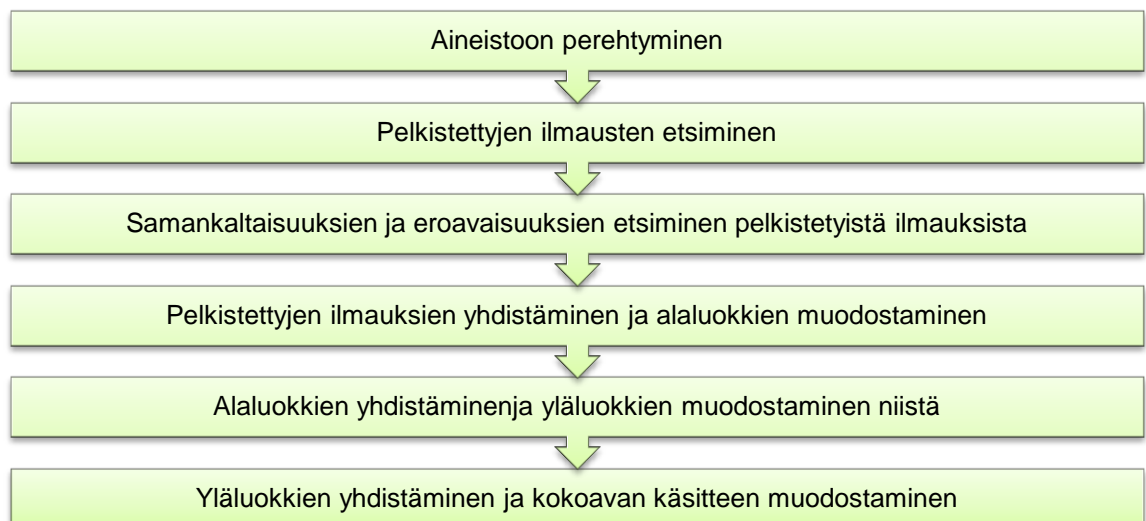 Aineistoon perehtyminen
Pelkistettyjen ilmausten etsiminen
Samankaltaisuuksien ja eroavaisuuksien etsiminen pelkistetyistä ilmauksista
Pelkistettyjen ilmauksien yhdistäminen ja alaluokkien muodostaminen
Alaluokkien yhdistäminenja yläluokkien muodostaminen niistä
Yläluokkien yhdistäminen ja kokoavan käsitteen muodostaminen